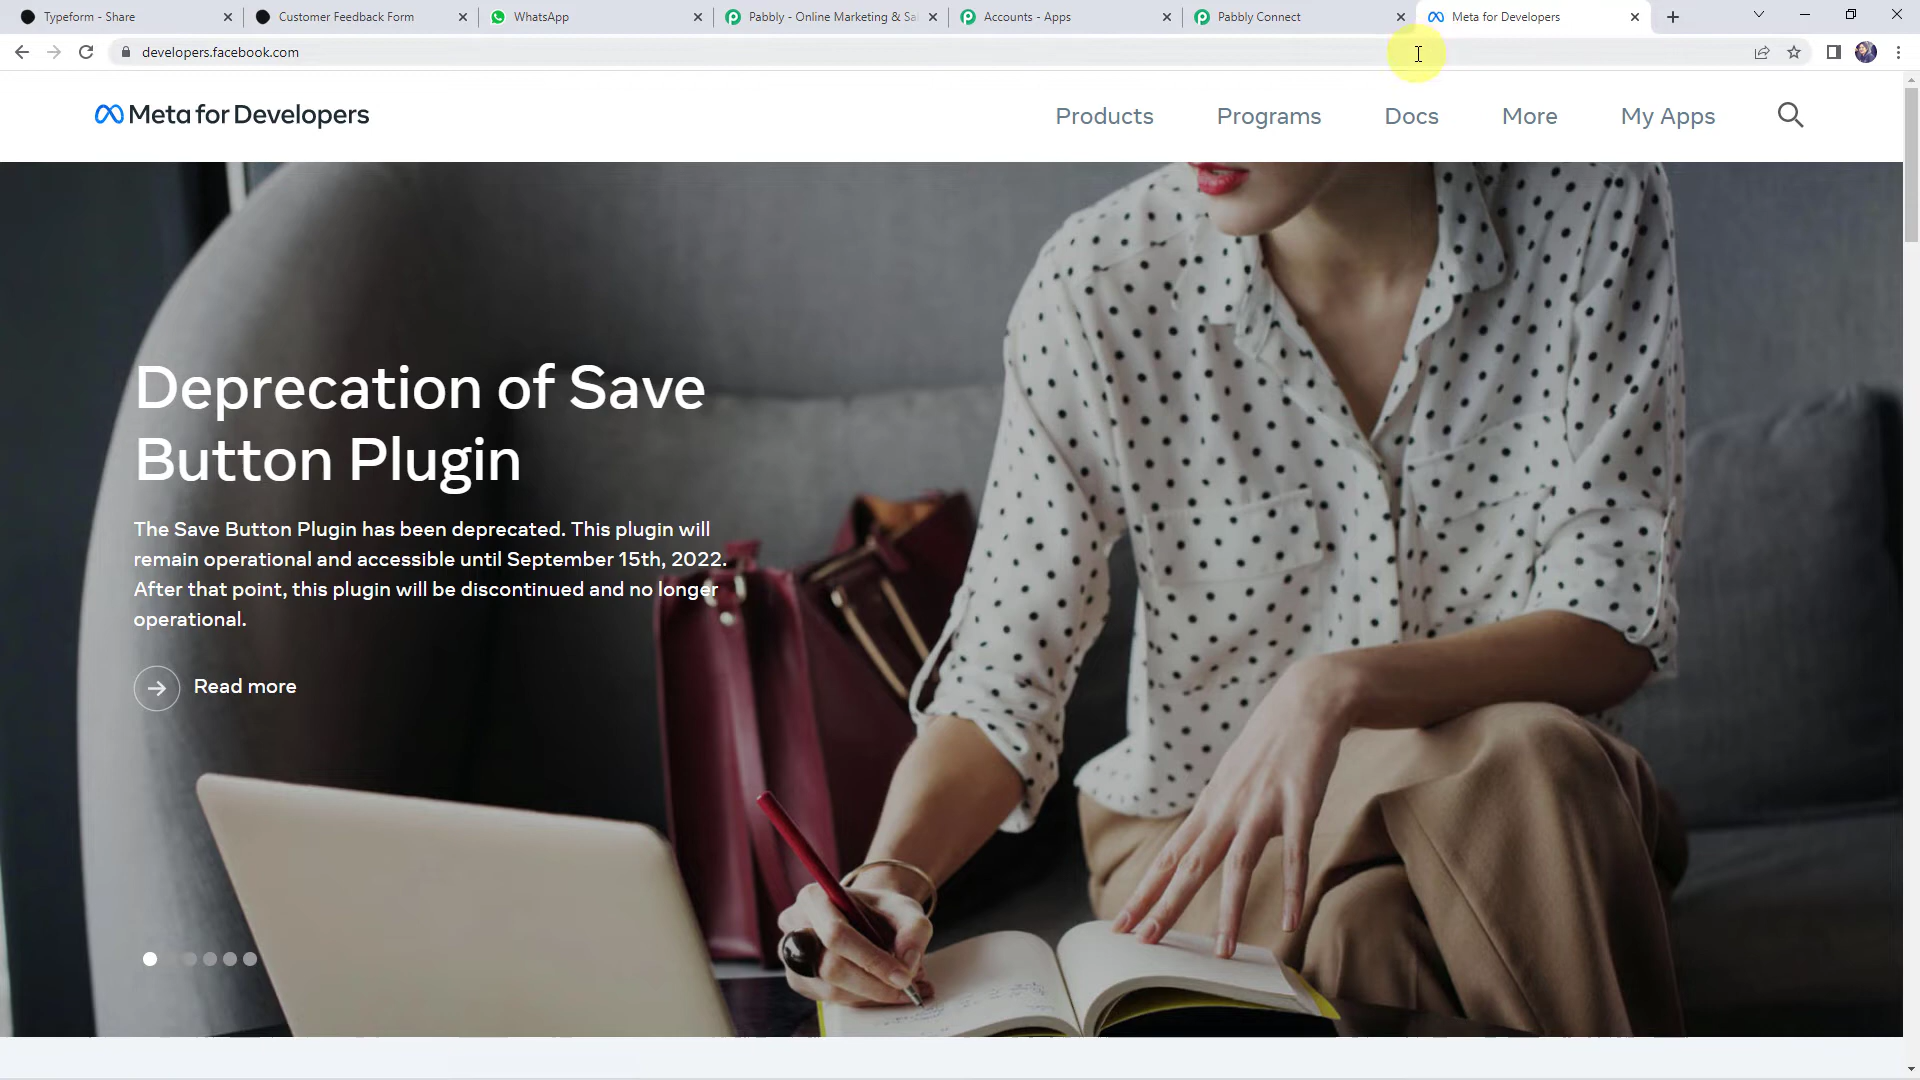 Typeform - Share
Customer Feedback Form
WhatsApp
Pabbly - Online Marketing & Sal
Accounts - Apps
Pabbly Connect
Meta for Developers
developers.facebook.com
Meta for Developers
Products
Programs
Docs
More
My Apps
Deprecation of Save
Button Plugin
The Save Button Plugin has been deprecated. This plugin will
remain operational and accessible until September 15th, 2022.
After that point, this plugin will be discontinued and no longer
operational.
Read more